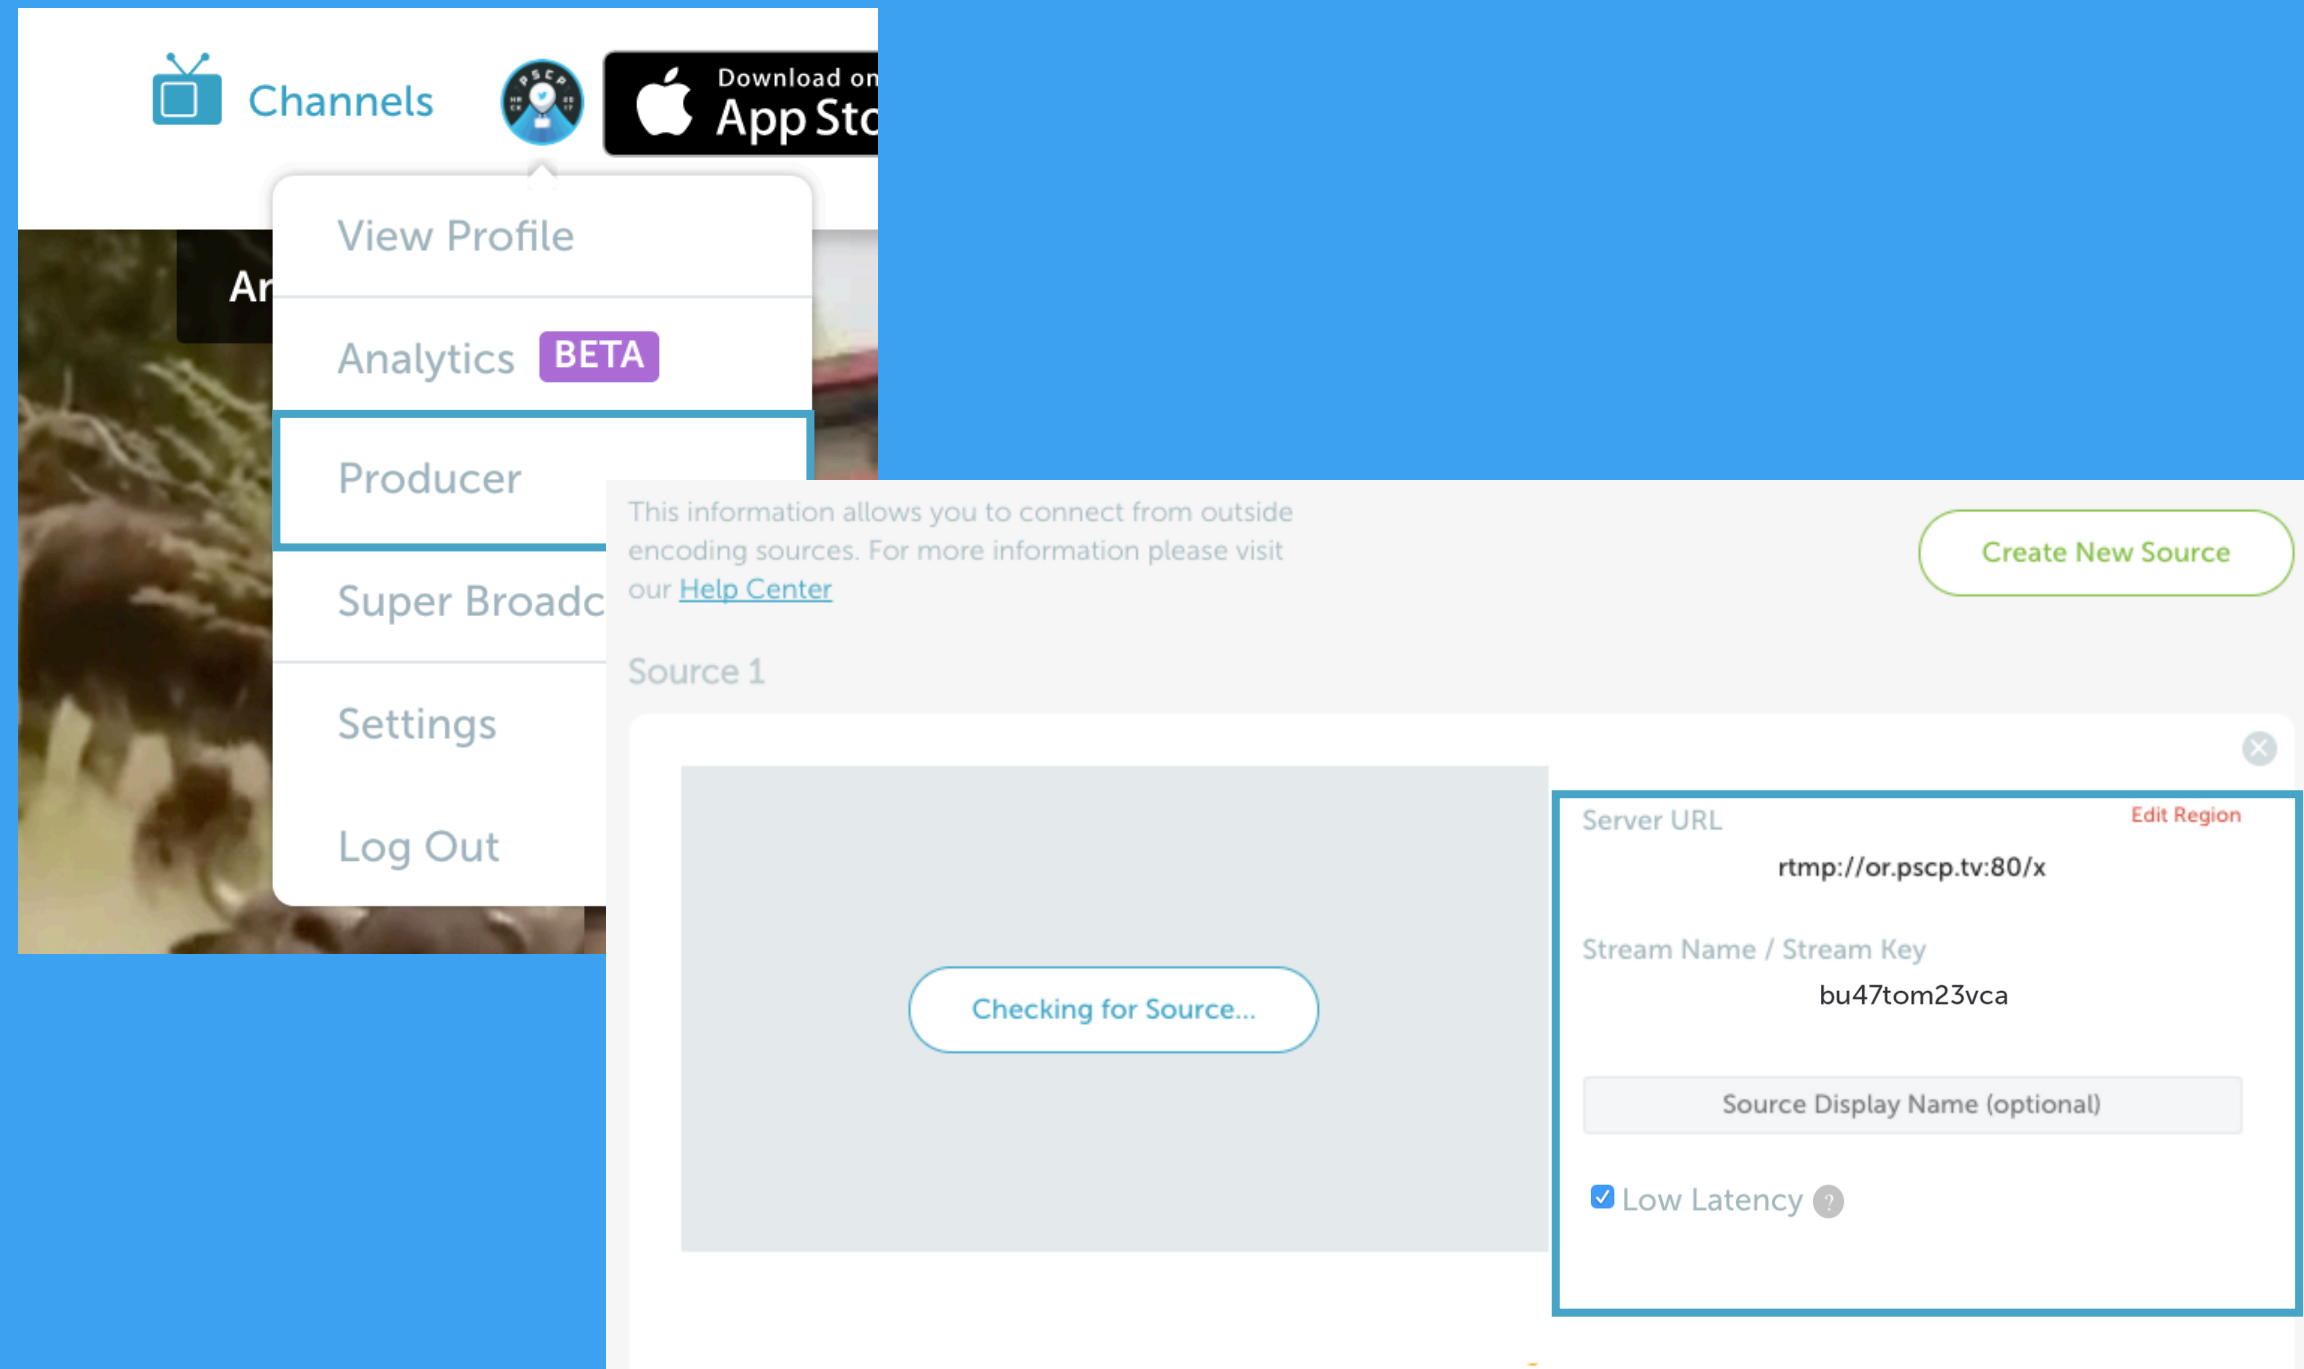 Channels
PSCP
Download on
App Sto
View Profile
Ar
Analytics BETA
Producer
Super Broadc
Settings
Log Out
This information allows you to connect from outside
encoding sources. For more information please visit
our Help Center
Create New Source
Source 1
Server URL
Edit Region
rtmp://or.pscp.tv:80/x
Stream Name / Stream Key
bu47tom23vca
Checking for Source...
Source Display Name (optional)
Low Latency ?